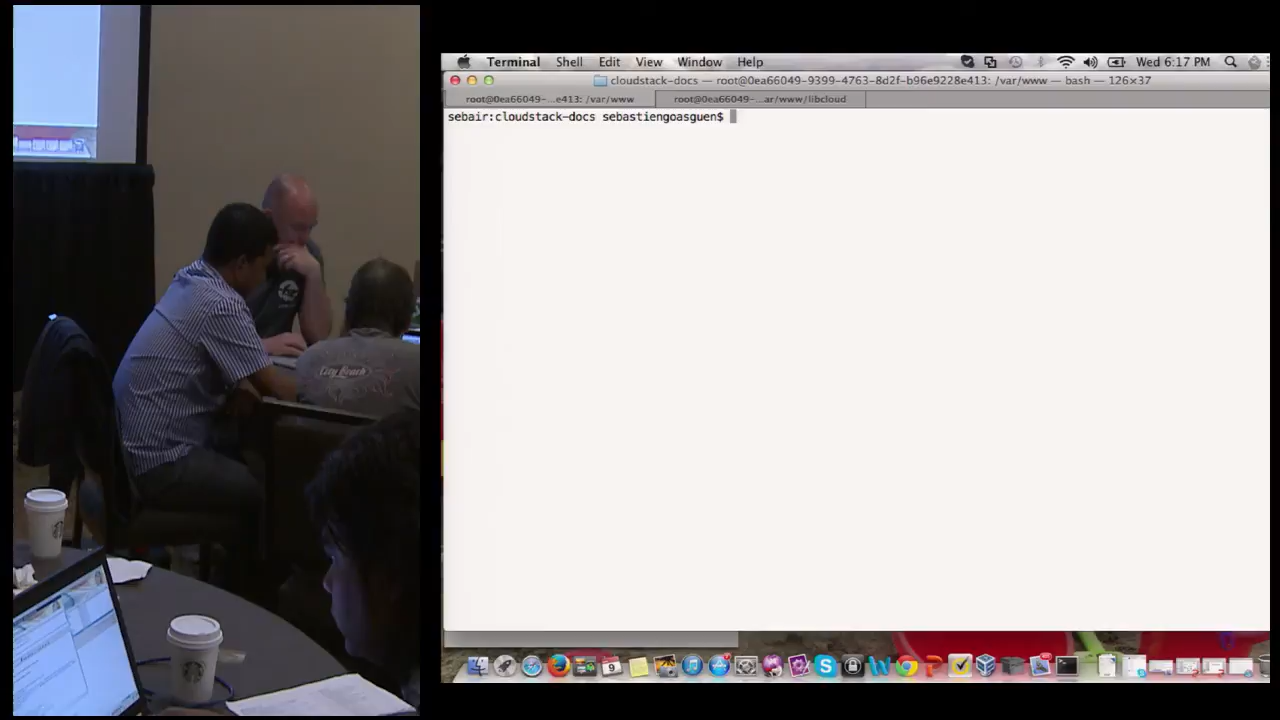 Terminal Shell Edit View Window Help Wed 6:17 PM
cloudstack-docs — root@0ea66049-9399-4763-8d2f-b96e9228e413: /var/www — bash — 126×37
root@0ea66049-...e413: /var/www root@0ea66049-...ar/www/libcloud
sebair:cloudstack-docs sebastiengoasguen$
City Beach
9